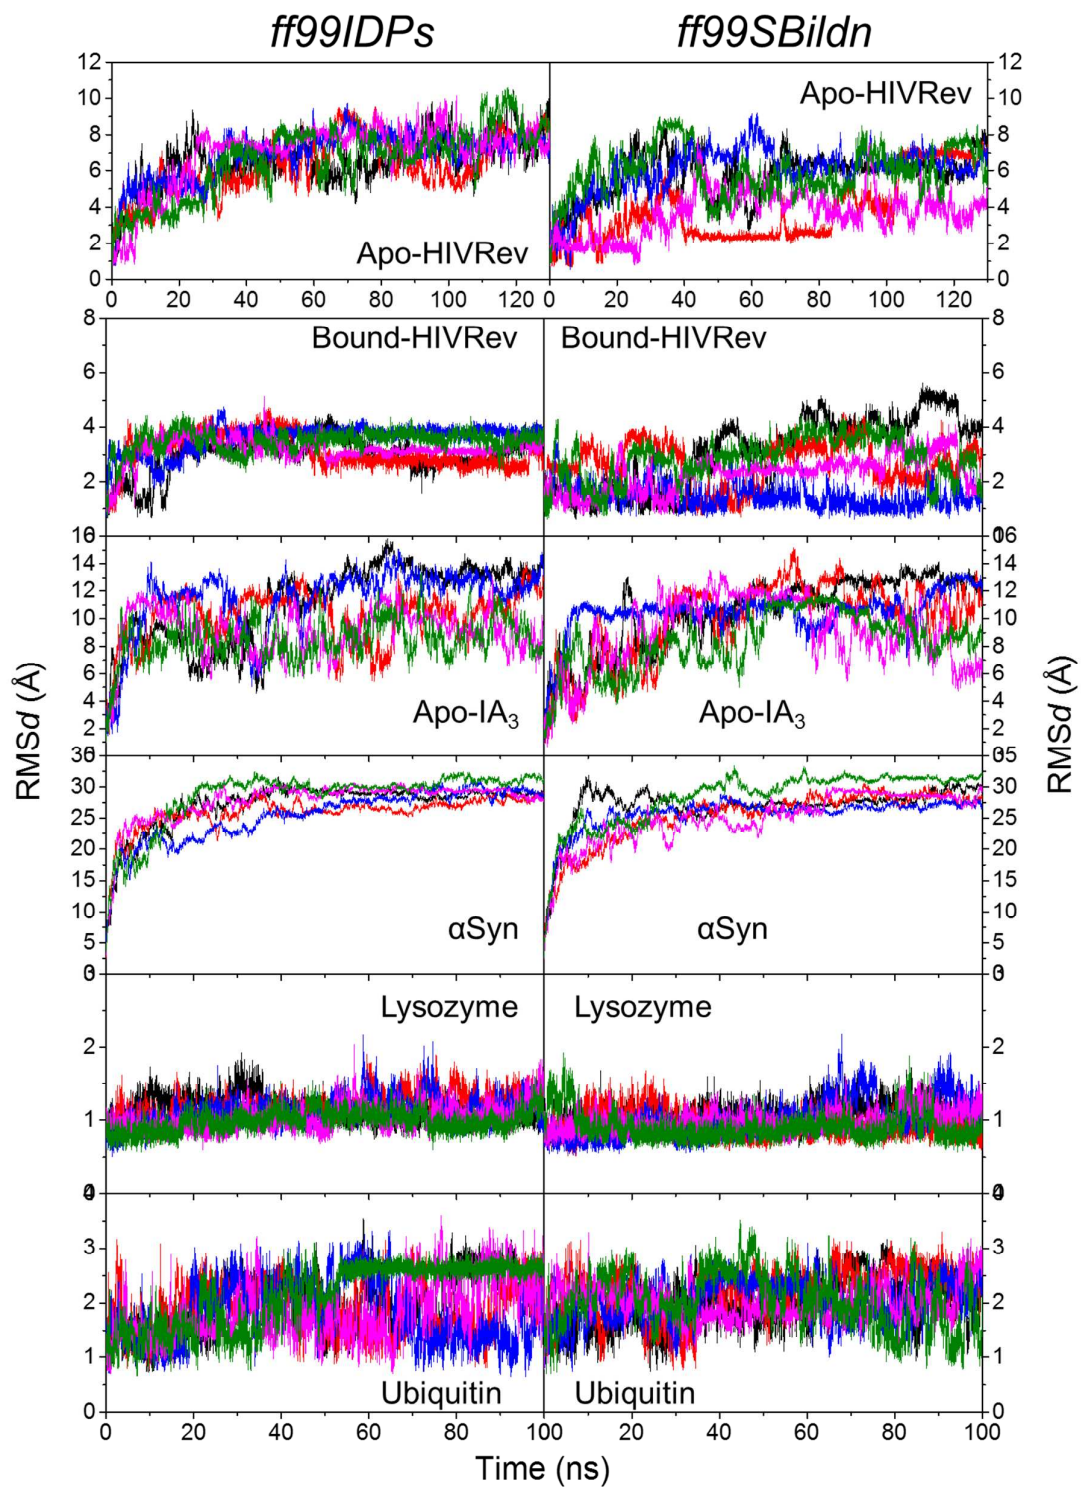 ff99IDPs ff99SBildn
12 12
10 Apo-HIVRev 10
8 8
6 6
4 4
2 Apo-HIVRev 2
0 0
0 20 40 60 80 100 120 0 20 40 60 80 100 120
8 Bound-HIVRev Bound-HIVRev 8
6 6
4 4
2 2
14 14
12 12
10 10
8 8
6 6
4 Apo-IA3 Apo-IA3 4
2 2
RMSd (Å) RMSd (Å)
30 30
25 25
20 20
15 15
10 αSyn αSyn 10
5 5
Lysozyme Lysozyme
2 2
1 1
3 3
2 2
1 1
Ubiquitin Ubiquitin
0 0
0 20 40 60 80 100 20 40 60 80 100
Time (ns)